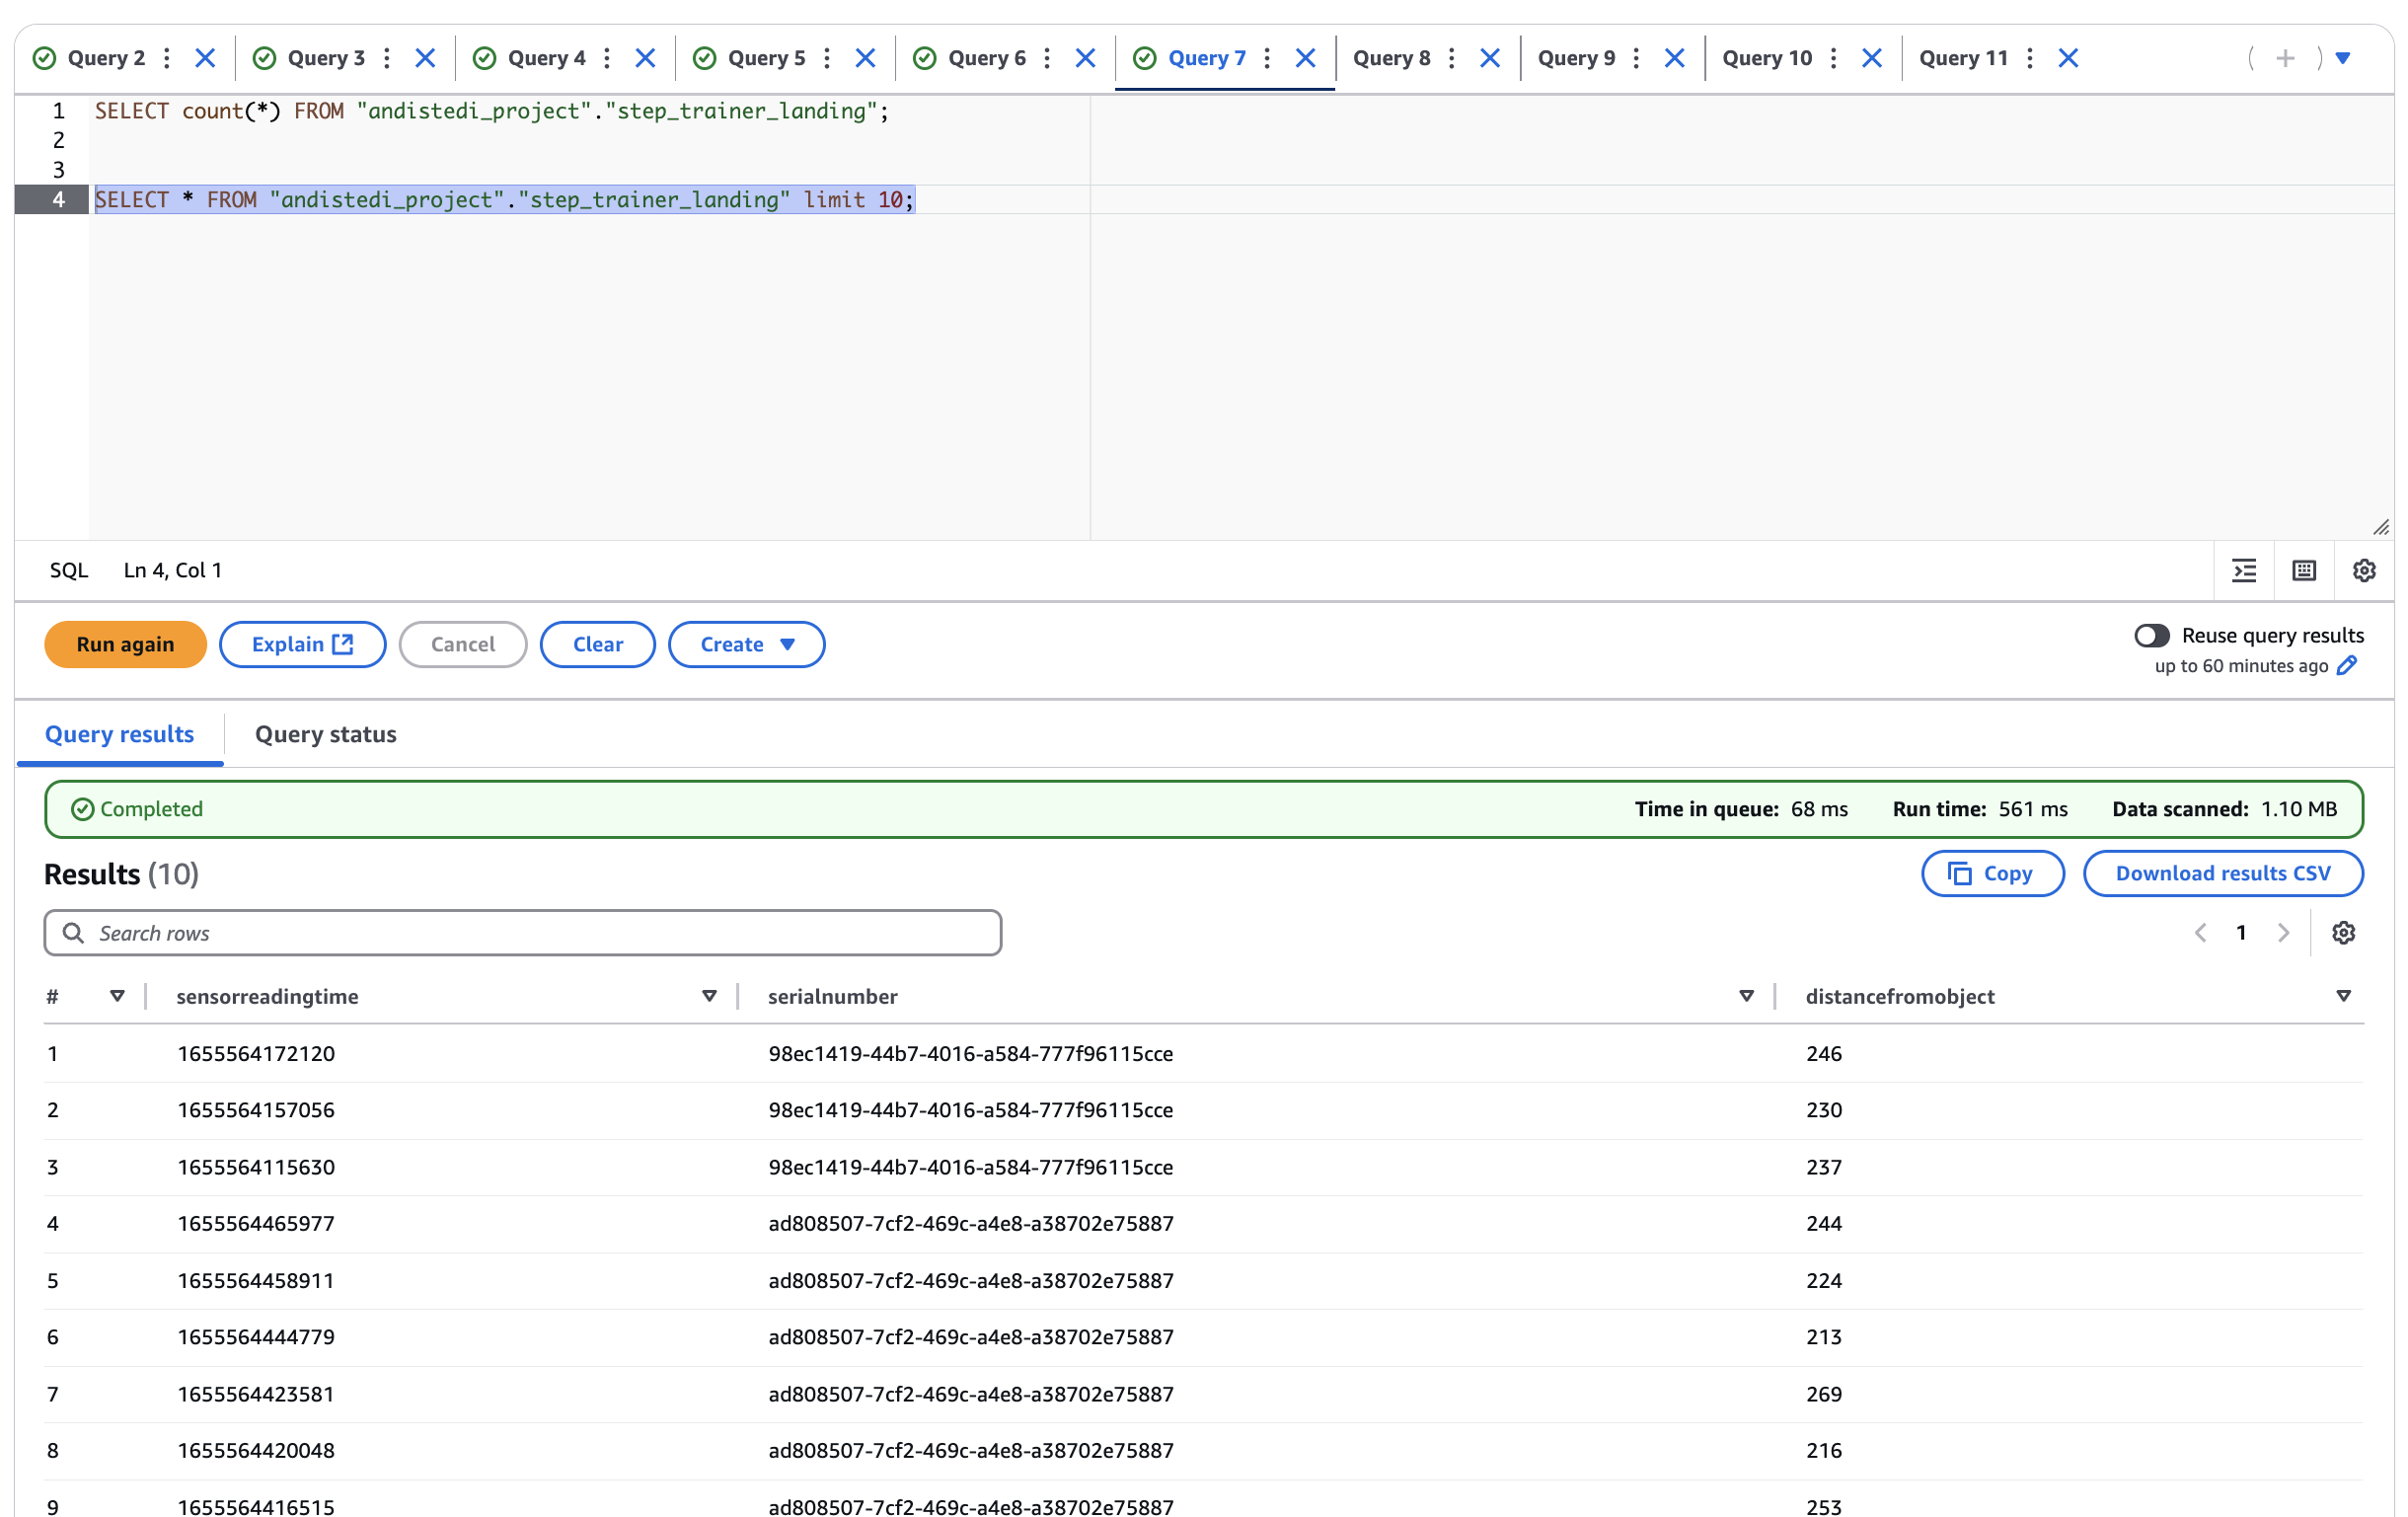 Query 2 Query 3 Query 4 Query 5 Query 6 Query 7 Query 8 Query 9 Query 10 Query 11
1 SELECT count(*) FROM "andistedi_project"."step_trainer_landing";
2
3
4 SELECT * FROM "andistedi_project"."step_trainer_landing" limit 10;
SQL Ln 4, Col 1
Run again Explain Cancel Clear Create Reuse query results
up to 60 minutes ago
Query results Query status
Completed Time in queue: 68 ms Run time: 561 ms Data scanned: 1.10 MB
Results (10) Copy Download results CSV
Search rows 1
# sensorreadingtime serialnumber distancefromobject
1 1655564172120 98ec1419-44b7-4016-a584-777f96115cce 246
2 1655564157056 98ec1419-44b7-4016-a584-777f96115cce 230
3 1655564115630 98ec1419-44b7-4016-a584-777f96115cce 237
4 1655564465977 ad808507-7cf2-469c-a4e8-a38702e75887 244
5 1655564458911 ad808507-7cf2-469c-a4e8-a38702e75887 224
6 1655564444779 ad808507-7cf2-469c-a4e8-a38702e75887 213
7 1655564423581 ad808507-7cf2-469c-a4e8-a38702e75887 269
8 1655564420048 ad808507-7cf2-469c-a4e8-a38702e75887 216
9 1655564416515 ad808507-7cf2-469c-a4e8-a38702e75887 253